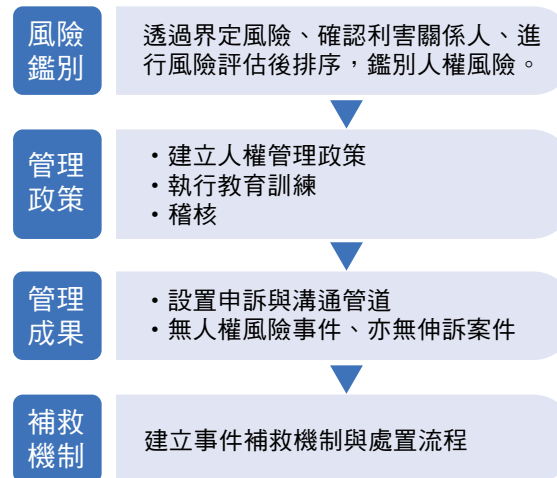 風險
鑑別
透過界定風險、確認利害關係人、進
行風險評估後排序，鑑別人權風險。
管理
政策
・建立人權管理政策
・執行教育訓練
・稽核
管理
成果
・設置申訴與溝通管道
・無人權風險事件、亦無伸訴案件
補救
機制
建立事件補救機制與處置流程